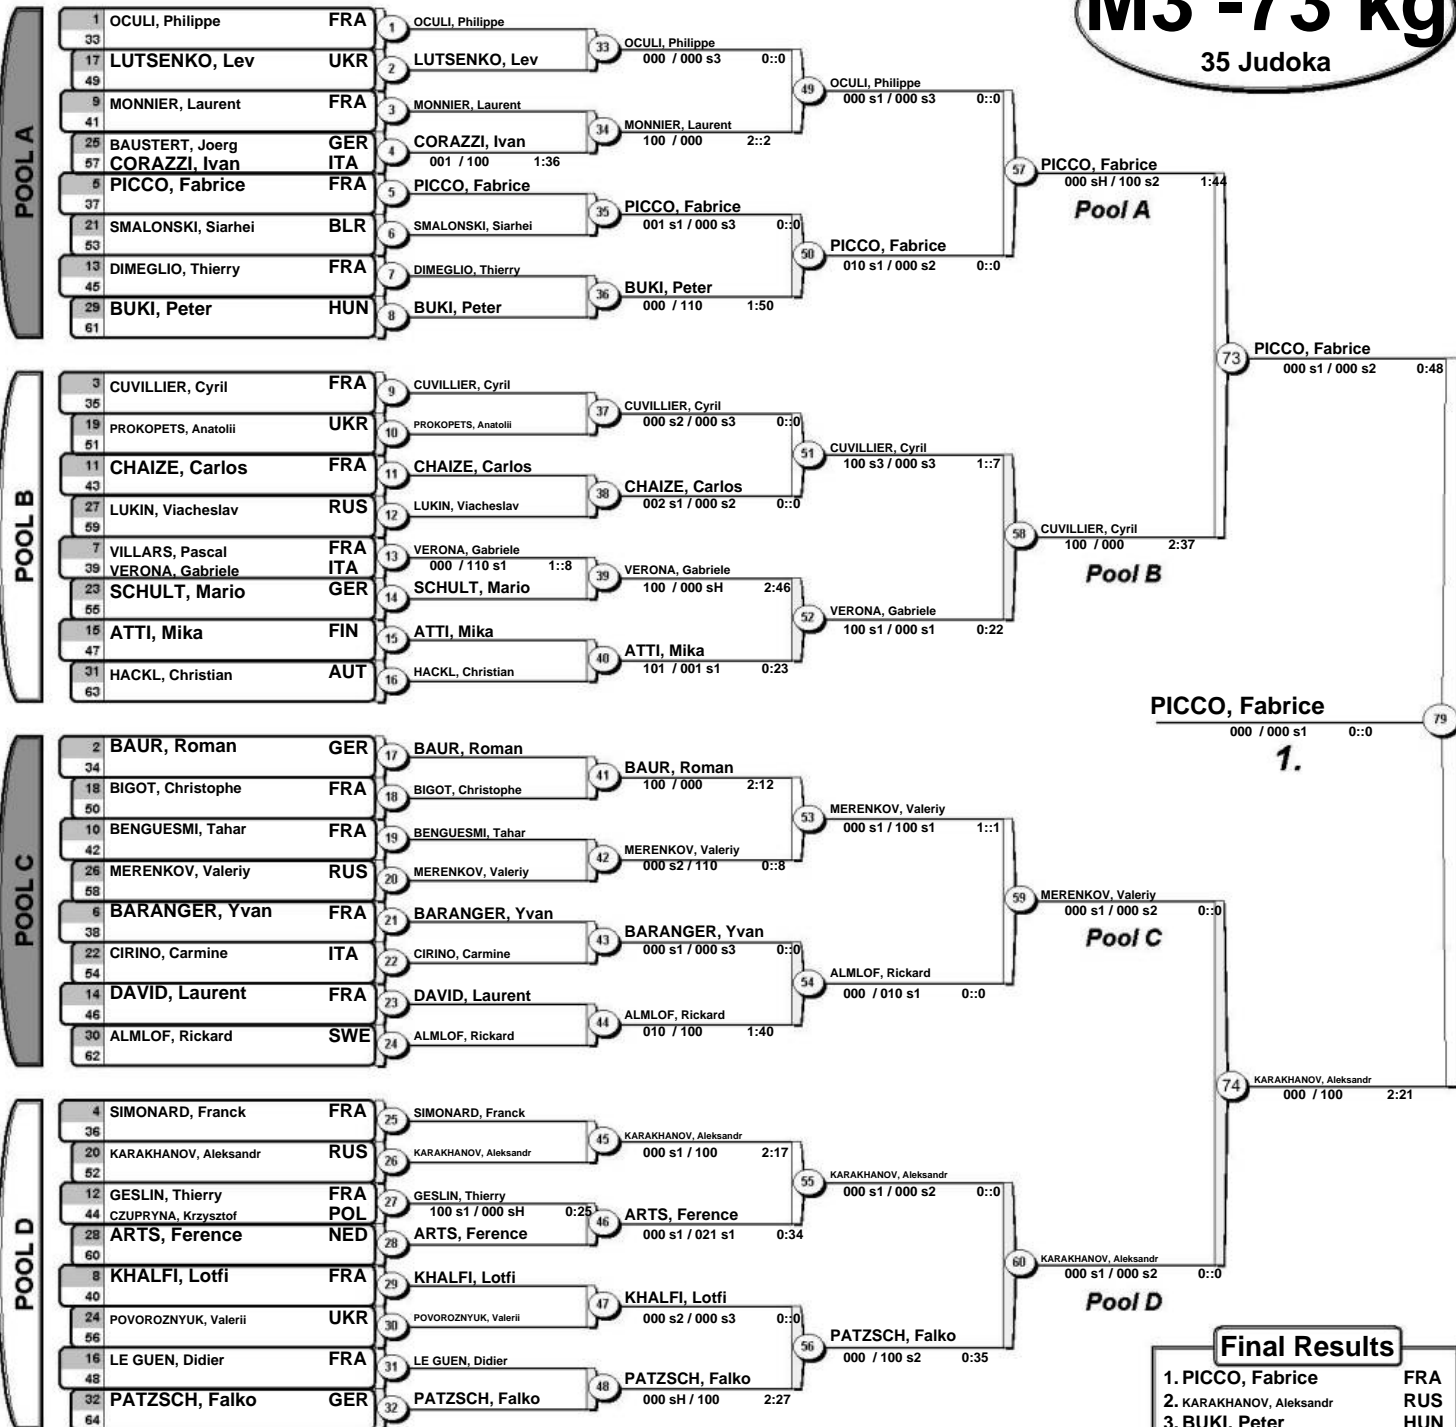 M3 -73 kg
35 Judoka
POOL A
1 OCULI, Philippe FRA
33
17 LUTSENKO, Lev UKR
49
9 MONNIER, Laurent FRA
41
25 BAUSTERT, Joerg GER
57 CORAZZI, Ivan ITA
5 PICCO, Fabrice FRA
37
21 SMALONSKI, Siarhei BLR
53
13 DIMEGLIO, Thierry FRA
45
29 BUKI, Peter HUN
61
1 OCULI, Philippe
2 LUTSENKO, Lev
3 MONNIER, Laurent
4 CORAZZI, Ivan
001 / 100 1:36
5 PICCO, Fabrice
6 SMALONSKI, Siarhei
7 DIMEGLIO, Thierry
8 BUKI, Peter
33 OCULI, Philippe
000 / 000 s3 0::0
34 MONNIER, Laurent
100 / 000 2::2
35 PICCO, Fabrice
001 s1 / 000 s3 0::0
36 BUKI, Peter
000 / 110 1:50
49 OCULI, Philippe
000 s1 / 000 s3 0::0
50 PICCO, Fabrice
010 s1 / 000 s2 0::0
57 PICCO, Fabrice
000 sH / 100 s2 1:44
Pool A
POOL B
3 CUVILLIER, Cyril FRA
35
19 PROKOPETS, Anatolii UKR
51
11 CHAIZE, Carlos FRA
43
27 LUKIN, Viacheslav RUS
59
7 VILLARS, Pascal FRA
39 VERONA, Gabriele ITA
23 SCHULT, Mario GER
55
15 ATTI, Mika FIN
47
31 HACKL, Christian AUT
63
9 CUVILLIER, Cyril
10 PROKOPETS, Anatolii
11 CHAIZE, Carlos
12 LUKIN, Viacheslav
13 VERONA, Gabriele
000 / 110 s1 1::8
14 SCHULT, Mario
15 ATTI, Mika
16 HACKL, Christian
37 CUVILLIER, Cyril
000 s2 / 000 s3 0::0
38 CHAIZE, Carlos
002 s1 / 000 s2 0::0
39 VERONA, Gabriele
100 / 000 sH 2:46
40 ATTI, Mika
101 / 001 s1 0:23
51 CUVILLIER, Cyril
100 s3 / 000 s3 1::7
52 VERONA, Gabriele
100 s1 / 000 s1 0:22
58 CUVILLIER, Cyril
100 / 000 2:37
Pool B
73 PICCO, Fabrice
000 s1 / 000 s2 0:48
PICCO, Fabrice 79
000 / 000 s1 0::0
1.
POOL C
2 BAUR, Roman GER
34
18 BIGOT, Christophe FRA
50
10 BENGUESMI, Tahar FRA
42
26 MERENKOV, Valeriy RUS
58
6 BARANGER, Yvan FRA
38
22 CIRINO, Carmine ITA
54
14 DAVID, Laurent FRA
46
30 ALMLOF, Rickard SWE
62
17 BAUR, Roman
18 BIGOT, Christophe
19 BENGUESMI, Tahar
20 MERENKOV, Valeriy
21 BARANGER, Yvan
22 CIRINO, Carmine
23 DAVID, Laurent
24 ALMLOF, Rickard
41 BAUR, Roman
100 / 000 2:12
42 MERENKOV, Valeriy
000 s2 / 110 0::8
43 BARANGER, Yvan
000 s1 / 000 s3 0::0
44 ALMLOF, Rickard
010 / 100 1:40
53 MERENKOV, Valeriy
000 s1 / 100 s1 1::1
54 ALMLOF, Rickard
000 / 010 s1 0::0
59 MERENKOV, Valeriy
000 s1 / 000 s2 0::0
Pool C
POOL D
4 SIMONARD, Franck FRA
36
20 KARAKHANOV, Aleksandr RUS
52
12 GESLIN, Thierry FRA
44 CZUPRYNA, Krzysztof POL
28 ARTS, Ference NED
60
8 KHALFI, Lotfi FRA
40
24 POVOROZNYUK, Valerii UKR
56
16 LE GUEN, Didier FRA
48
32 PATZSCH, Falko GER
64
25 SIMONARD, Franck
26 KARAKHANOV, Aleksandr
27 GESLIN, Thierry
100 s1 / 000 sH 0:25
28 ARTS, Ference
29 KHALFI, Lotfi
30 POVOROZNYUK, Valerii
31 LE GUEN, Didier
32 PATZSCH, Falko
45 KARAKHANOV, Aleksandr
000 s1 / 100 2:17
46 ARTS, Ference
000 s1 / 021 s1 0:34
47 KHALFI, Lotfi
000 s2 / 000 s3 0::0
48 PATZSCH, Falko
000 sH / 100 2:27
55 KARAKHANOV, Aleksandr
000 s1 / 000 s2 0::0
56 PATZSCH, Falko
000 / 100 s2 0:35
60 KARAKHANOV, Aleksandr
000 s1 / 000 s2 0::0
Pool D
74 KARAKHANOV, Aleksandr
000 / 100 2:21
Final Results
1. PICCO, Fabrice FRA
2. KARAKHANOV, Aleksandr RUS
3. BUKI, Peter HUN